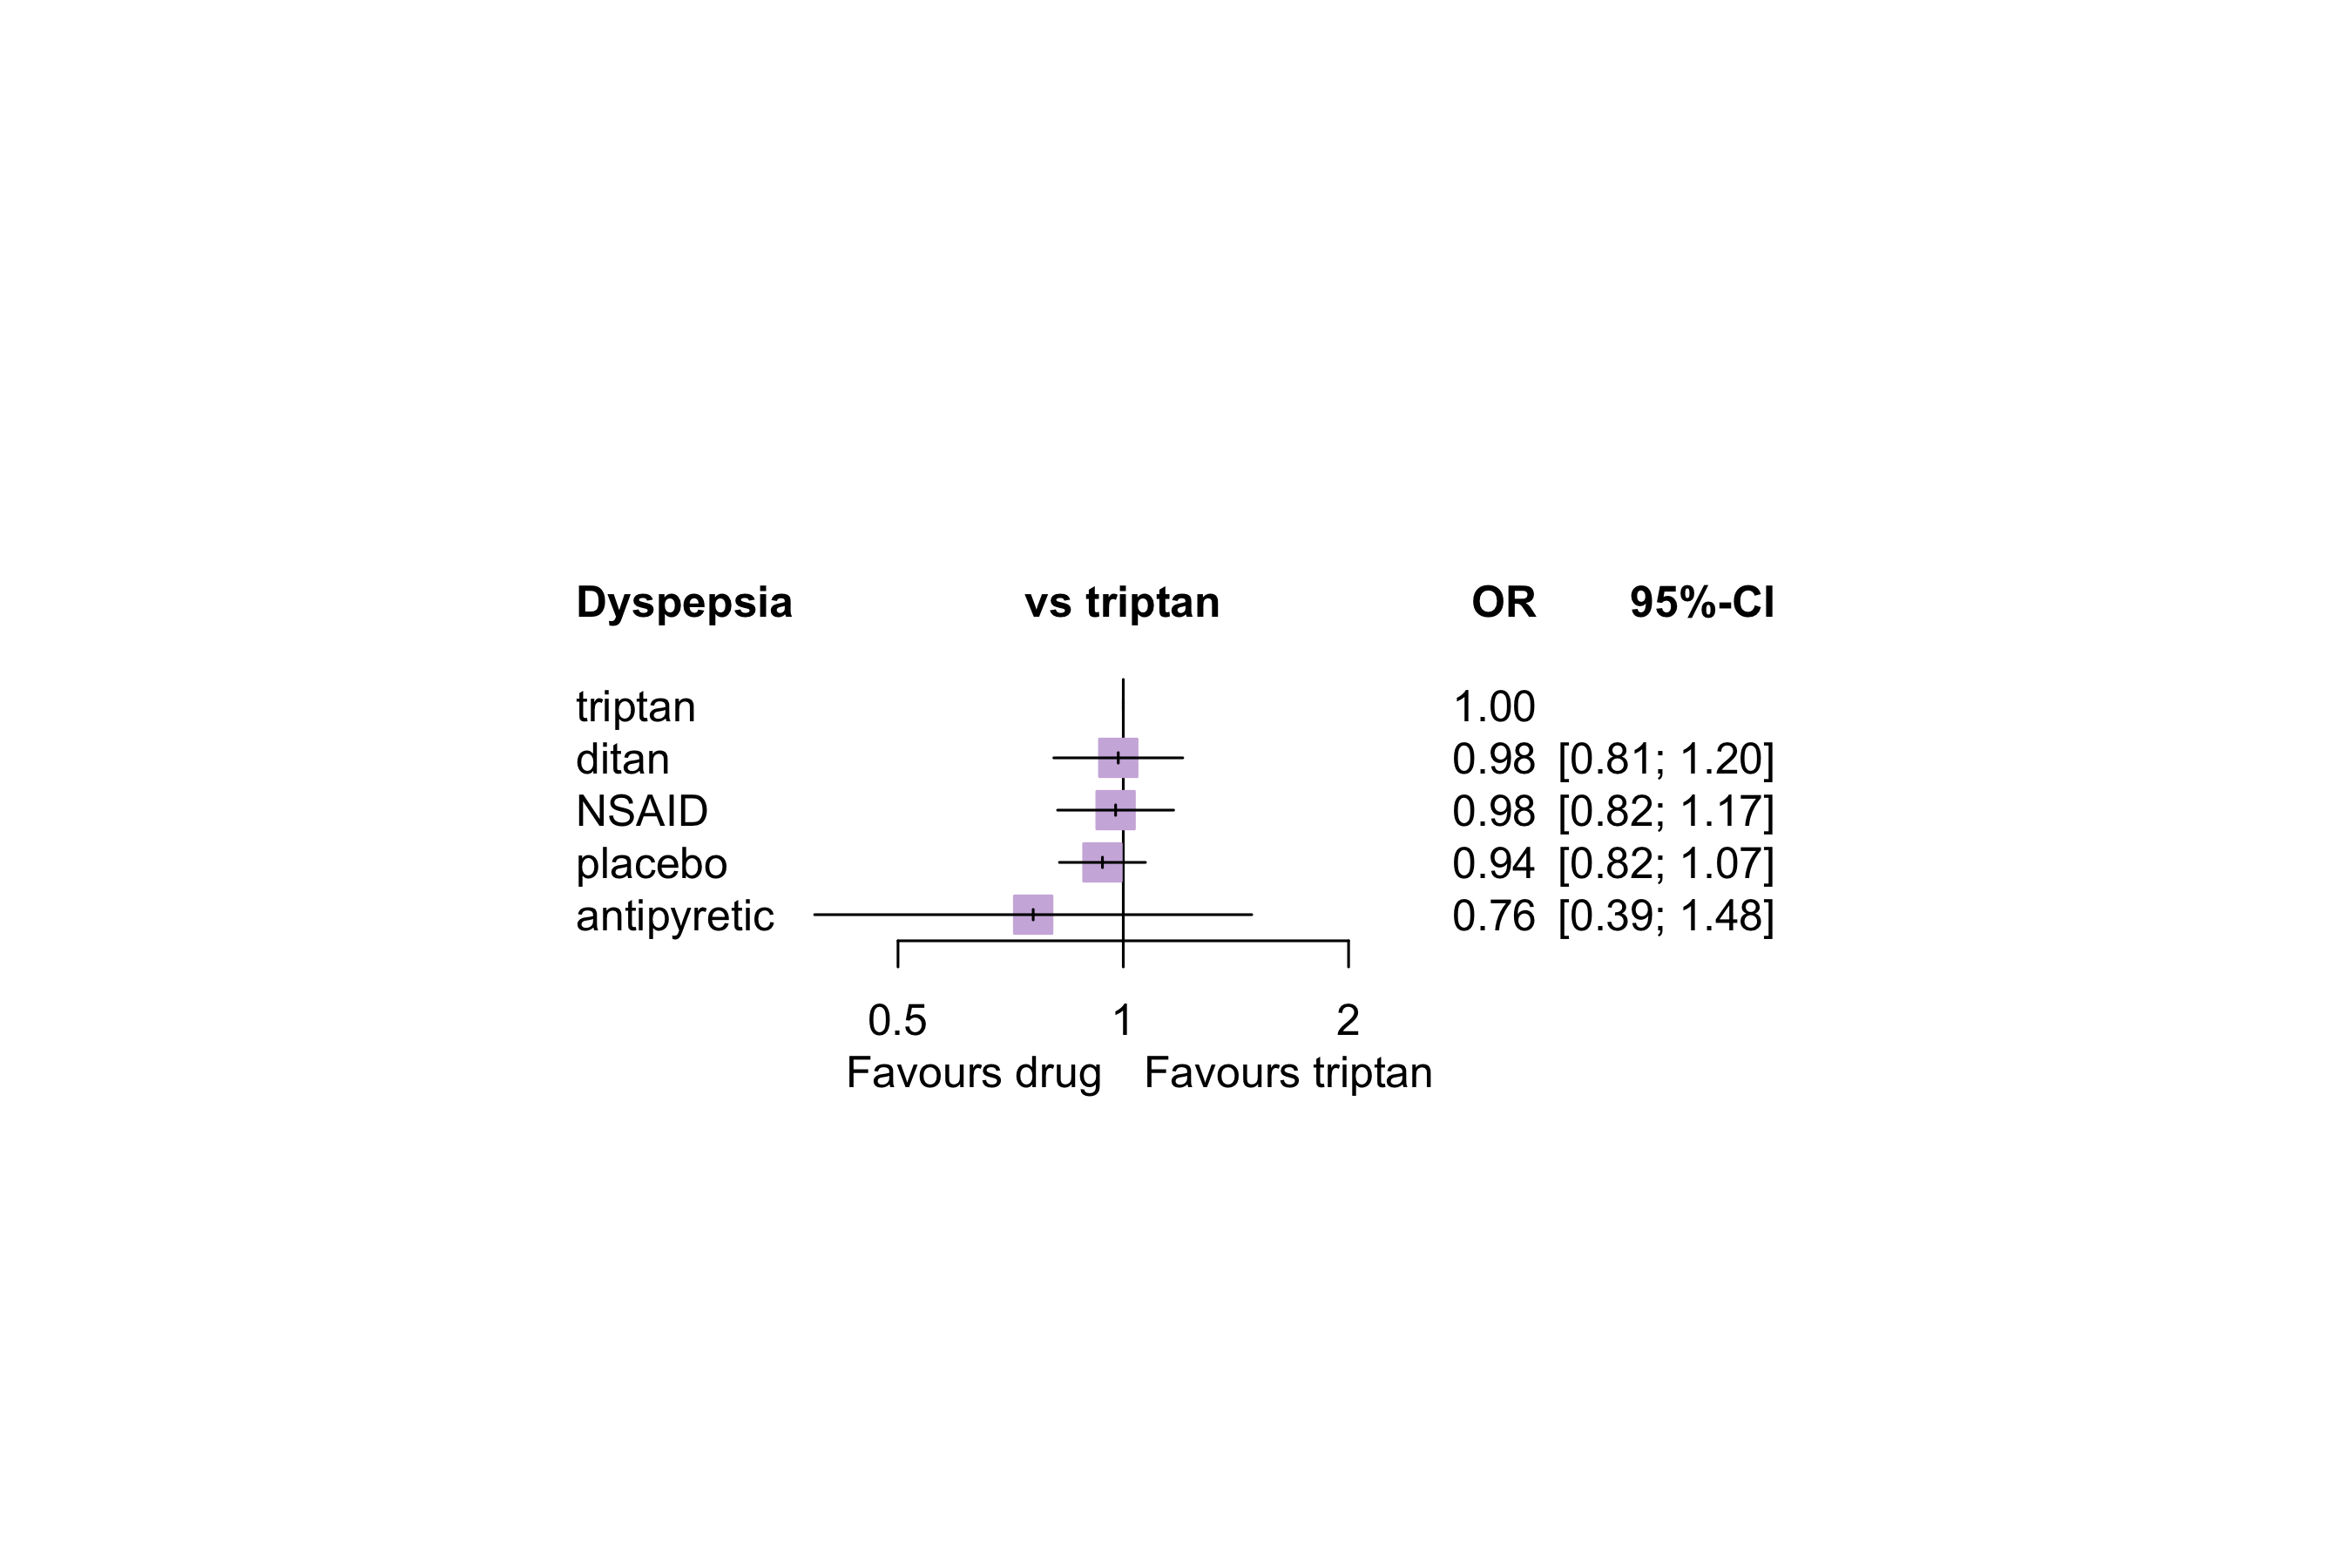 Dyspepsia vs triptan OR 95%-CI
triptan 1.00
ditan 0.98 [0.81; 1.20]
NSAID 0.98 [0.82; 1.17]
placebo 0.94 [0.82; 1.07]
antipyretic 0.76 [0.39; 1.48]
0.5 1 2
Favours drug Favours triptan